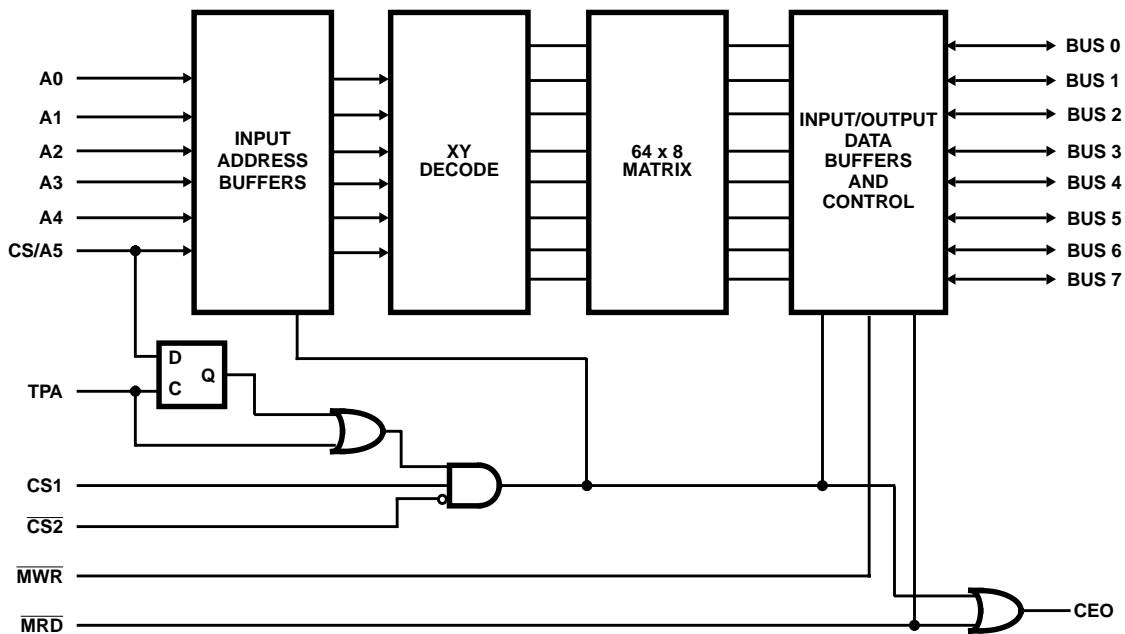 A0
A1
A2
A3
A4
CS/A5
TPA
CS1
CS2
MWR
MRD
INPUT
ADDRESS
BUFFERS
XY
DECODE
64 x 8
MATRIX
INPUT/OUTPUT
DATA
BUFFERS
AND
CONTROL
BUS 0
BUS 1
BUS 2
BUS 3
BUS 4
BUS 5
BUS 6
BUS 7
D
C
Q
CEO